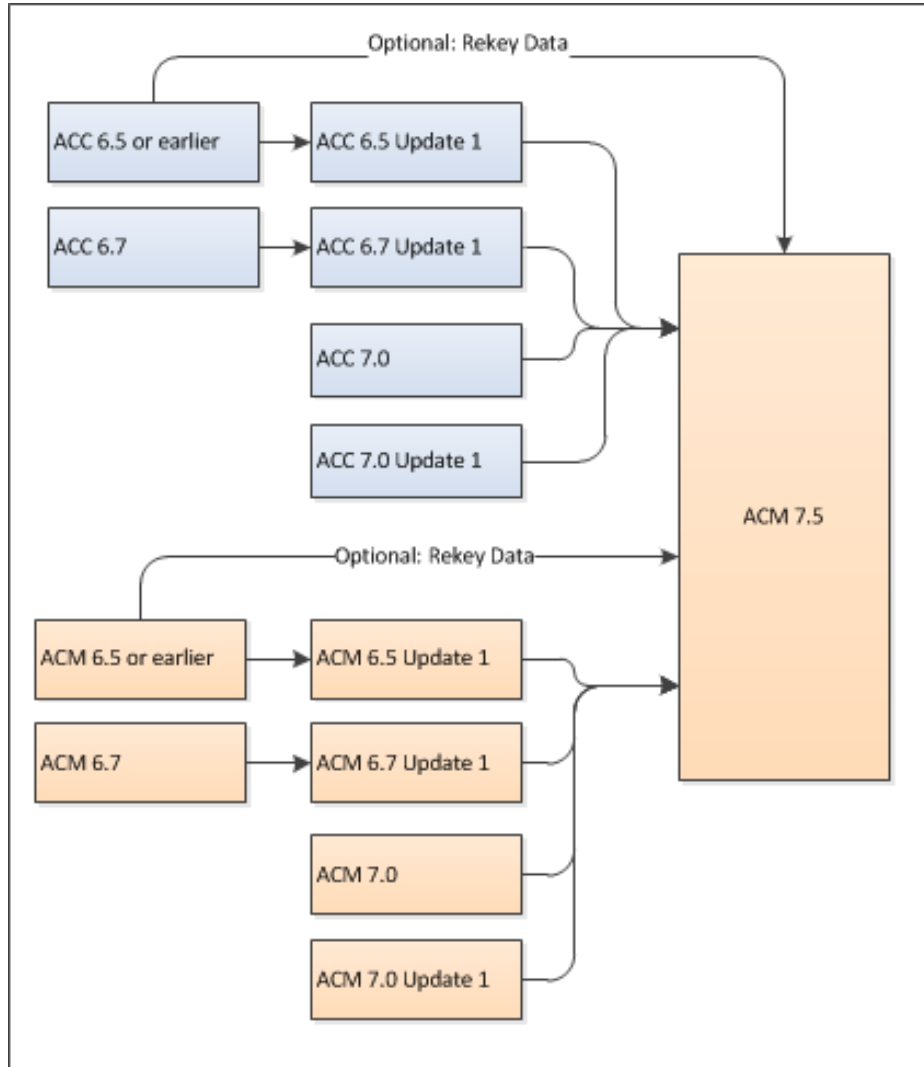 Optional: Rekey Data
ACC 6.5 or earlier
ACC 6.5 Update 1
ACC 6.7
ACC 6.7 Update 1
ACC 7.0
ACC 7.0 Update 1
ACM 7.5
Optional: Rekey Data
ACM 6.5 or earlier
ACM 6.5 Update 1
ACM 6.7
ACM 6.7 Update 1
ACM 7.0
ACM 7.0 Update 1